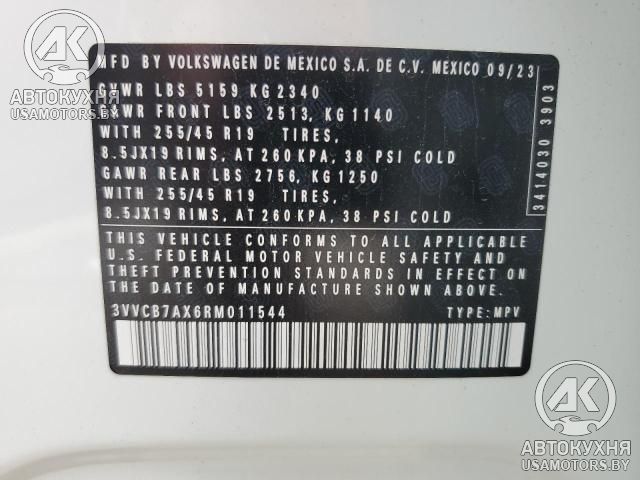 MFD BY VOLKSWAGEN DE MEXICO S.A. DE C.V. MEXICO 09/23
GVWR LBS 5159 KG 2340
GAWR FRONT LBS 2513, KG 1140
WITH 255/45 R19 TIRES,
8.5JX19 RIMS, AT 260 KPA, 38 PSI COLD
GAWR REAR LBS 2756, KG 1250
WITH 255/45 R19 TIRES,
8.5JX19 RIMS, AT 260 KPA, 38 PSI COLD
THIS VEHICLE CONFORMS TO ALL APPLICABLE
U.S. FEDERAL MOTOR VEHICLE SAFETY AND
THEFT PREVENTION STANDARDS IN EFFECT ON
THE DATE OF MANUFACTURE SHOWN ABOVE.
3VVCB7AX6RM011544 TYPE: MPV
3414030 3903
АК
АВТОКУХНЯ
USAMOTORS.BY
АК
АВТОКУХНЯ
USAMOTORS.BY